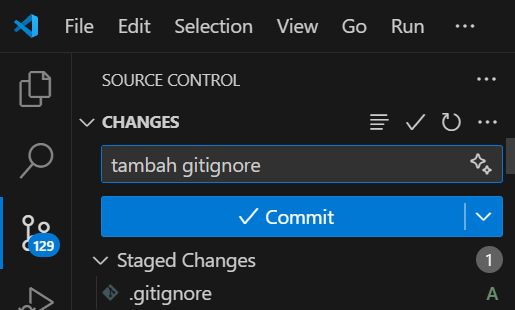 File Edit Selection View Go Run ...
SOURCE CONTROL ...
CHANGES ...
tambah gitignore
Commit
129
Staged Changes 1
.gitignore A